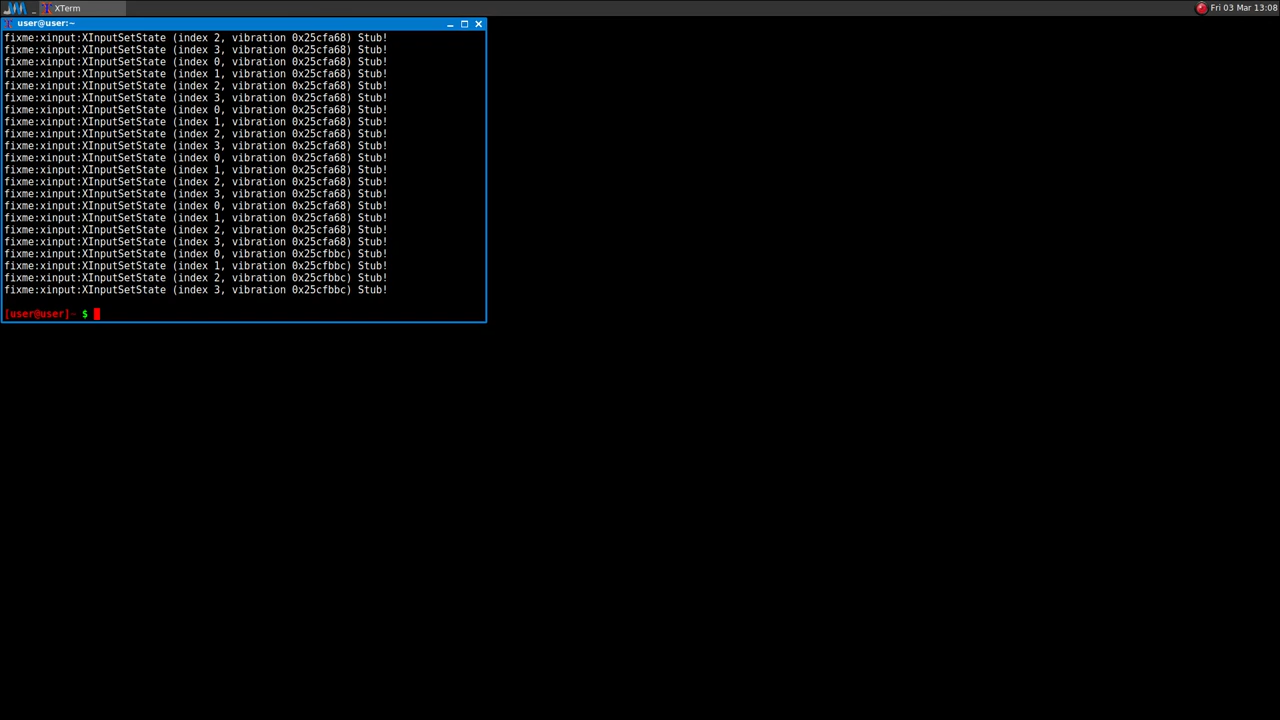 XTerm
Fri 03 Mar 13:08
user@user:~
fixme:xinput:XInputSetState (index 2, vibration 0x25cfa68) Stub!
fixme:xinput:XInputSetState (index 3, vibration 0x25cfa68) Stub!
fixme:xinput:XInputSetState (index 0, vibration 0x25cfa68) Stub!
fixme:xinput:XInputSetState (index 1, vibration 0x25cfa68) Stub!
fixme:xinput:XInputSetState (index 2, vibration 0x25cfa68) Stub!
fixme:xinput:XInputSetState (index 3, vibration 0x25cfa68) Stub!
fixme:xinput:XInputSetState (index 0, vibration 0x25cfa68) Stub!
fixme:xinput:XInputSetState (index 1, vibration 0x25cfa68) Stub!
fixme:xinput:XInputSetState (index 2, vibration 0x25cfa68) Stub!
fixme:xinput:XInputSetState (index 3, vibration 0x25cfa68) Stub!
fixme:xinput:XInputSetState (index 0, vibration 0x25cfa68) Stub!
fixme:xinput:XInputSetState (index 1, vibration 0x25cfa68) Stub!
fixme:xinput:XInputSetState (index 2, vibration 0x25cfa68) Stub!
fixme:xinput:XInputSetState (index 3, vibration 0x25cfa68) Stub!
fixme:xinput:XInputSetState (index 0, vibration 0x25cfa68) Stub!
fixme:xinput:XInputSetState (index 1, vibration 0x25cfa68) Stub!
fixme:xinput:XInputSetState (index 2, vibration 0x25cfa68) Stub!
fixme:xinput:XInputSetState (index 3, vibration 0x25cfa68) Stub!
fixme:xinput:XInputSetState (index 0, vibration 0x25cfbbc) Stub!
fixme:xinput:XInputSetState (index 1, vibration 0x25cfbbc) Stub!
fixme:xinput:XInputSetState (index 2, vibration 0x25cfbbc) Stub!
fixme:xinput:XInputSetState (index 3, vibration 0x25cfbbc) Stub!
[user@user]~ $